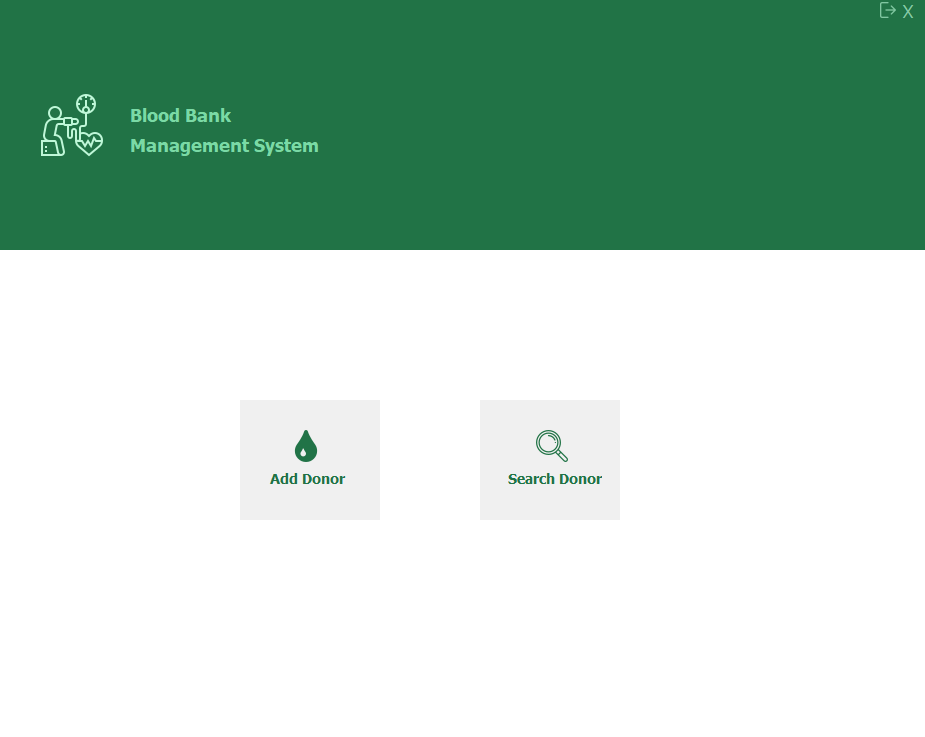 X
Blood Bank
Management System
Add Donor
Search Donor